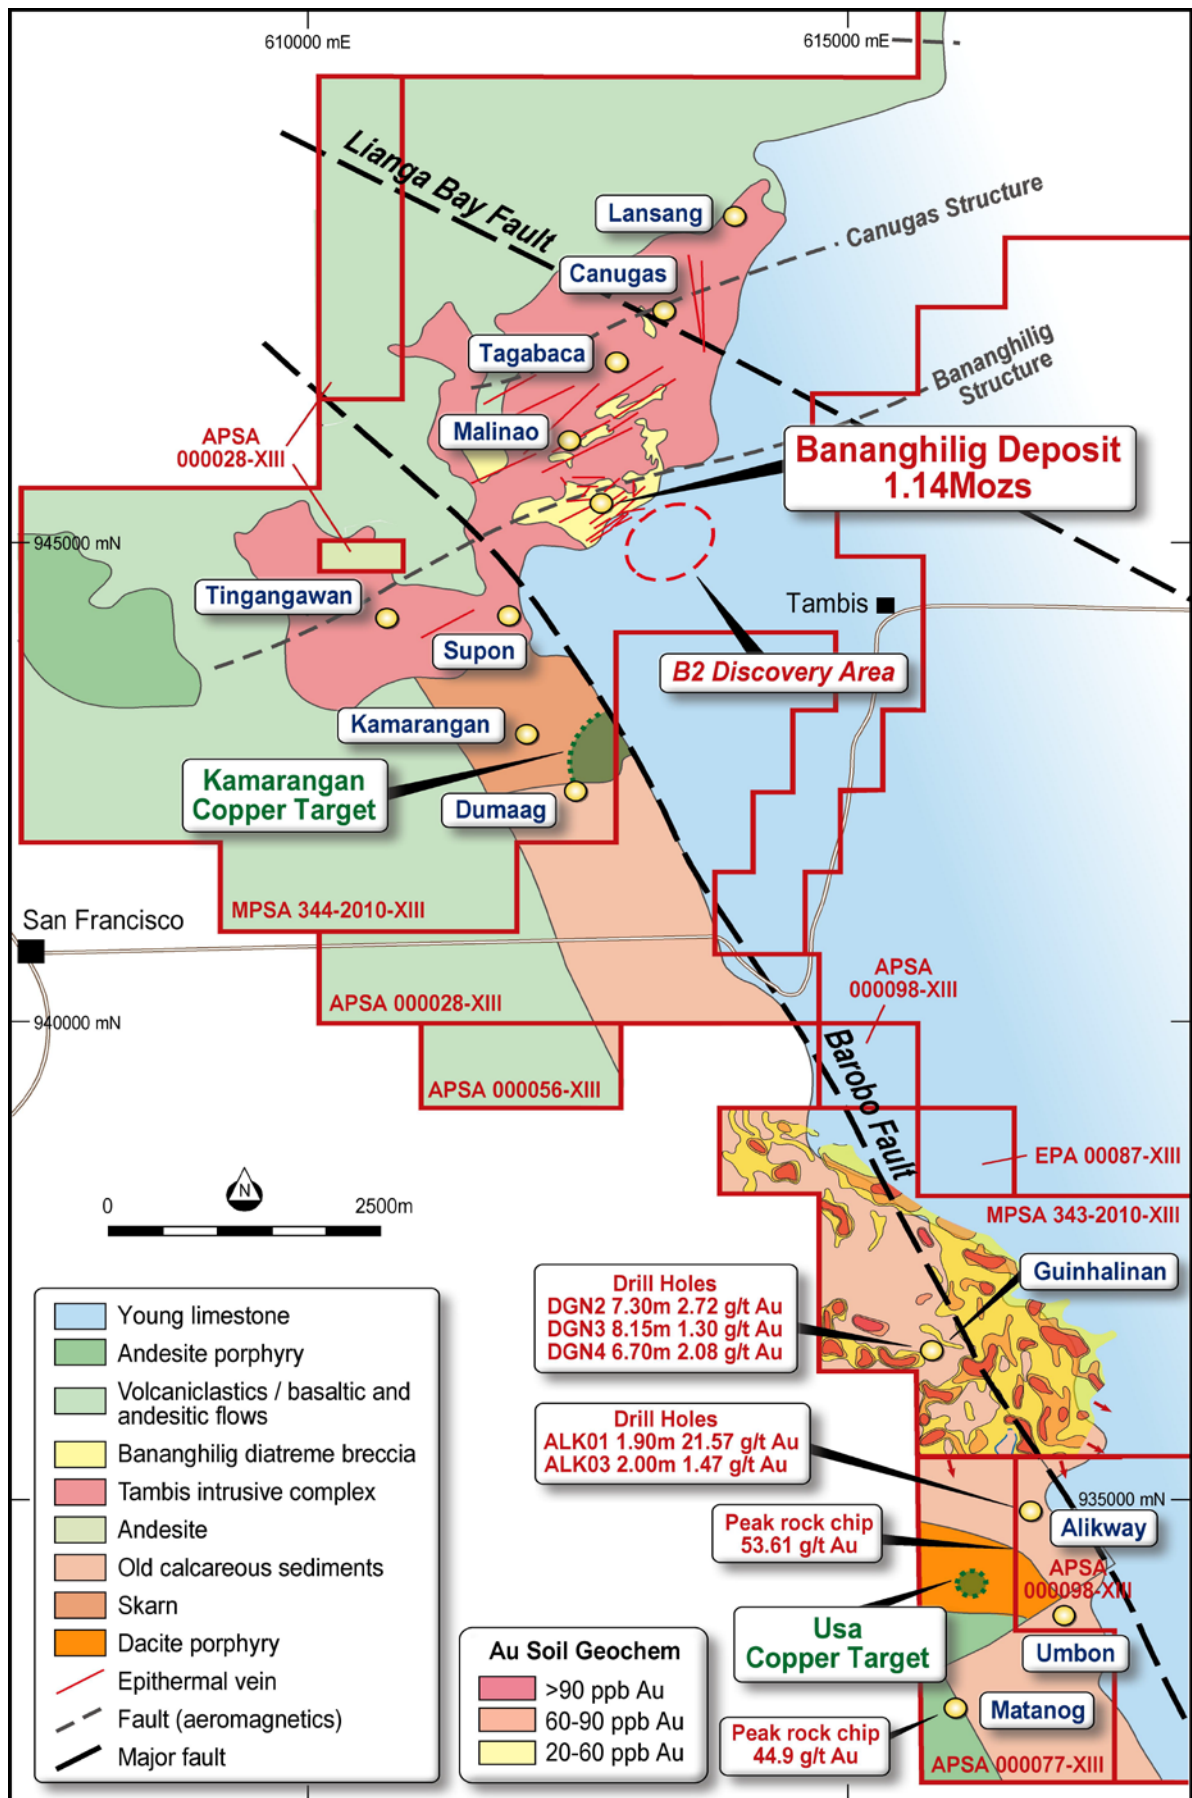 610000 mE
615000 mE
Lianga Bay Fault
Lansang
Canugas Structure
Canugas
Tagabaca
Bananghilig
Structure
APSA
000028-XIII
Malinao
Bananghilig Deposit
1.14Mozs
945000 mN
Tingangawan
Tambis
Supon
B2 Discovery Area
Kamarangan
Kamarangan
Copper Target
Dumaag
MPSA 344-2010-XIII
San Francisco
APSA
000098-XIII
APSA 000028-XIII
940000 mN
Barobo Fault
APSA 000056-XIII
EPA 00087-XIII
N
0
2500m
MPSA 343-2010-XIII
Guinhalinan
Drill Holes
DGN2 7.30m 2.72 g/t Au
DGN3 8.15m 1.30 g/t Au
DGN4 6.70m 2.08 g/t Au
Drill Holes
ALK01 1.90m 21.57 g/t Au
ALK03 2.00m 1.47 g/t Au
935000 mN
Alikway
Peak rock chip
53.61 g/t Au
APSA
000098-XIII
Usa
Copper Target
Umbon
Matanog
Peak rock chip
44.9 g/t Au
APSA 000077-XIII
Young limestone
Andesite porphyry
Volcaniclastics / basaltic and
andesitic flows
Bananghilig diatreme breccia
Tambis intrusive complex
Andesite
Old calcareous sediments
Skarn
Dacite porphyry
Epithermal vein
Fault (aeromagnetics)
Major fault
Au Soil Geochem
>90 ppb Au
60-90 ppb Au
20-60 ppb Au